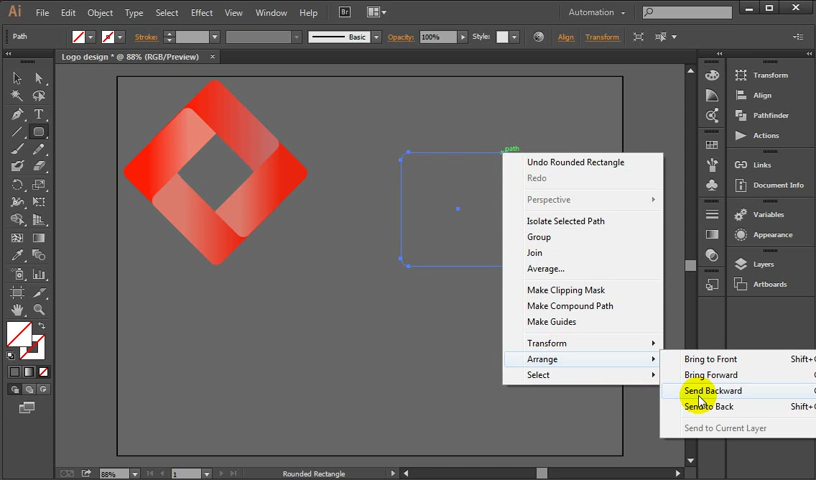 Ai File Edit Object Type Select Effect View Window Help Br Automation
Path Stroke: Basic Opacity: 100% Style: Align Transform
Logo design * @ 88% (RGB/Preview)
path
Undo Rounded Rectangle
Redo
Perspective
Isolate Selected Path
Group
Join
Average...
Make Clipping Mask
Make Compound Path
Make Guides
Transform
Arrange
Select
Bring to Front Shift+C
Bring Forward C
Send Backward C
Send to Back Shift+C
Send to Current Layer
Transform
Align
Pathfinder
Actions
Links
Document Info
Variables
Appearance
Layers
Artboards
88% 1 Rounded Rectangle